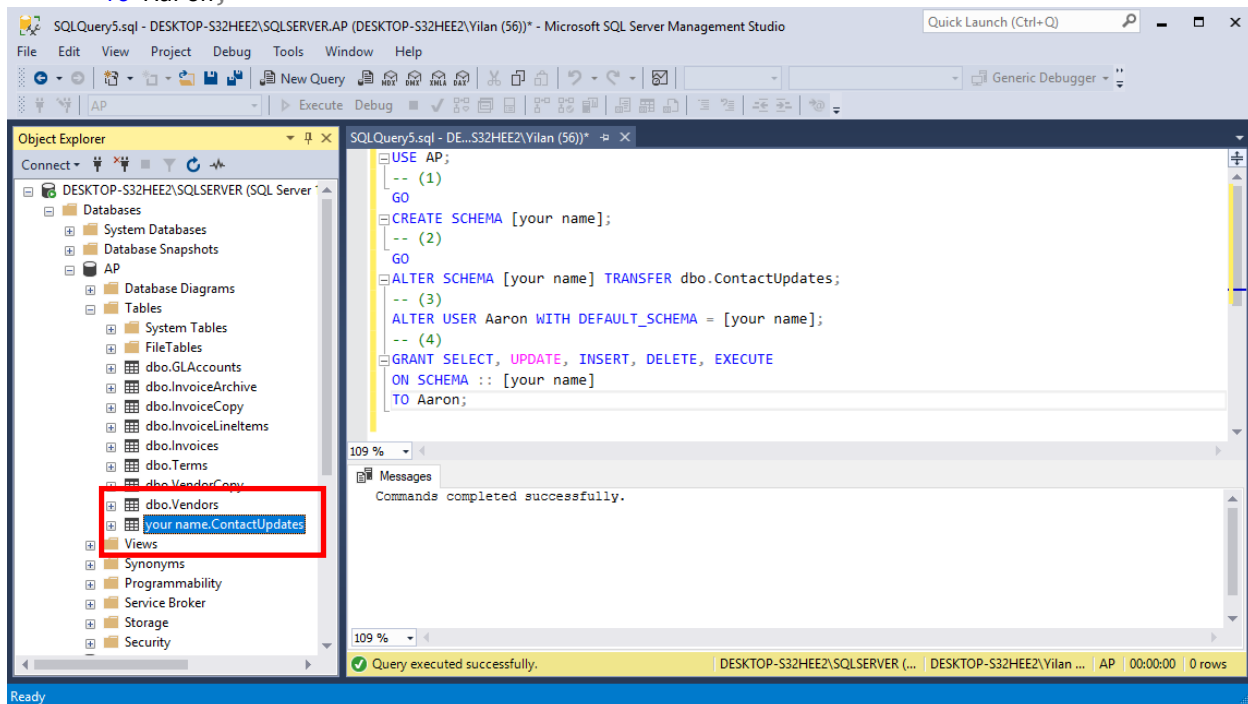 SQLQuery5.sql - DESKTOP-S32HEE2\SQLSERVER.AP (DESKTOP-S32HEE2\Yilan (56))* - Microsoft SQL Server Management Studio
Quick Launch (Ctrl+Q)
File Edit View Project Debug Tools Window Help
New Query MDX DMX XMLA DAX Generic Debugger
AP Execute Debug
Object Explorer
Connect
DESKTOP-S32HEE2\SQLSERVER (SQL Server
Databases
System Databases
Database Snapshots
AP
Database Diagrams
Tables
System Tables
FileTables
dbo.GLAccounts
dbo.InvoiceArchive
dbo.InvoiceCopy
dbo.InvoiceLineItems
dbo.Invoices
dbo.Terms
dbo.VendorCopy
dbo.Vendors
your name.ContactUpdates
Views
Synonyms
Programmability
Service Broker
Storage
Security
SQLQuery5.sql - DE...S32HEE2\Yilan (56))*
USE AP;
-- (1)
GO
CREATE SCHEMA [your name];
-- (2)
GO
ALTER SCHEMA [your name] TRANSFER dbo.ContactUpdates;
-- (3)
ALTER USER Aaron WITH DEFAULT_SCHEMA = [your name];
-- (4)
GRANT SELECT, UPDATE, INSERT, DELETE, EXECUTE
ON SCHEMA :: [your name]
TO Aaron;
109 %
Messages
Commands completed successfully.
109 %
Query executed successfully. DESKTOP-S32HEE2\SQLSERVER (... DESKTOP-S32HEE2\Yilan ... AP 00:00:00 0 rows
Ready